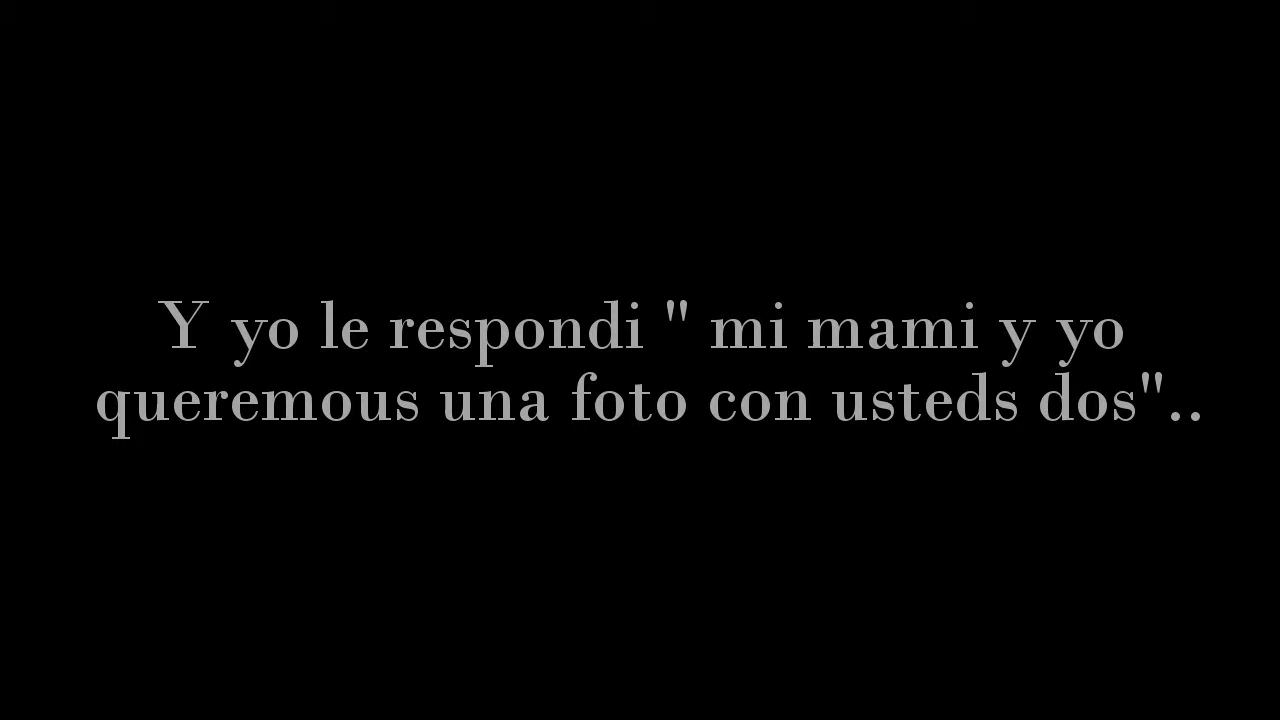 Y yo le respondi " mi mami y yo
queremous una foto con usteds dos"..